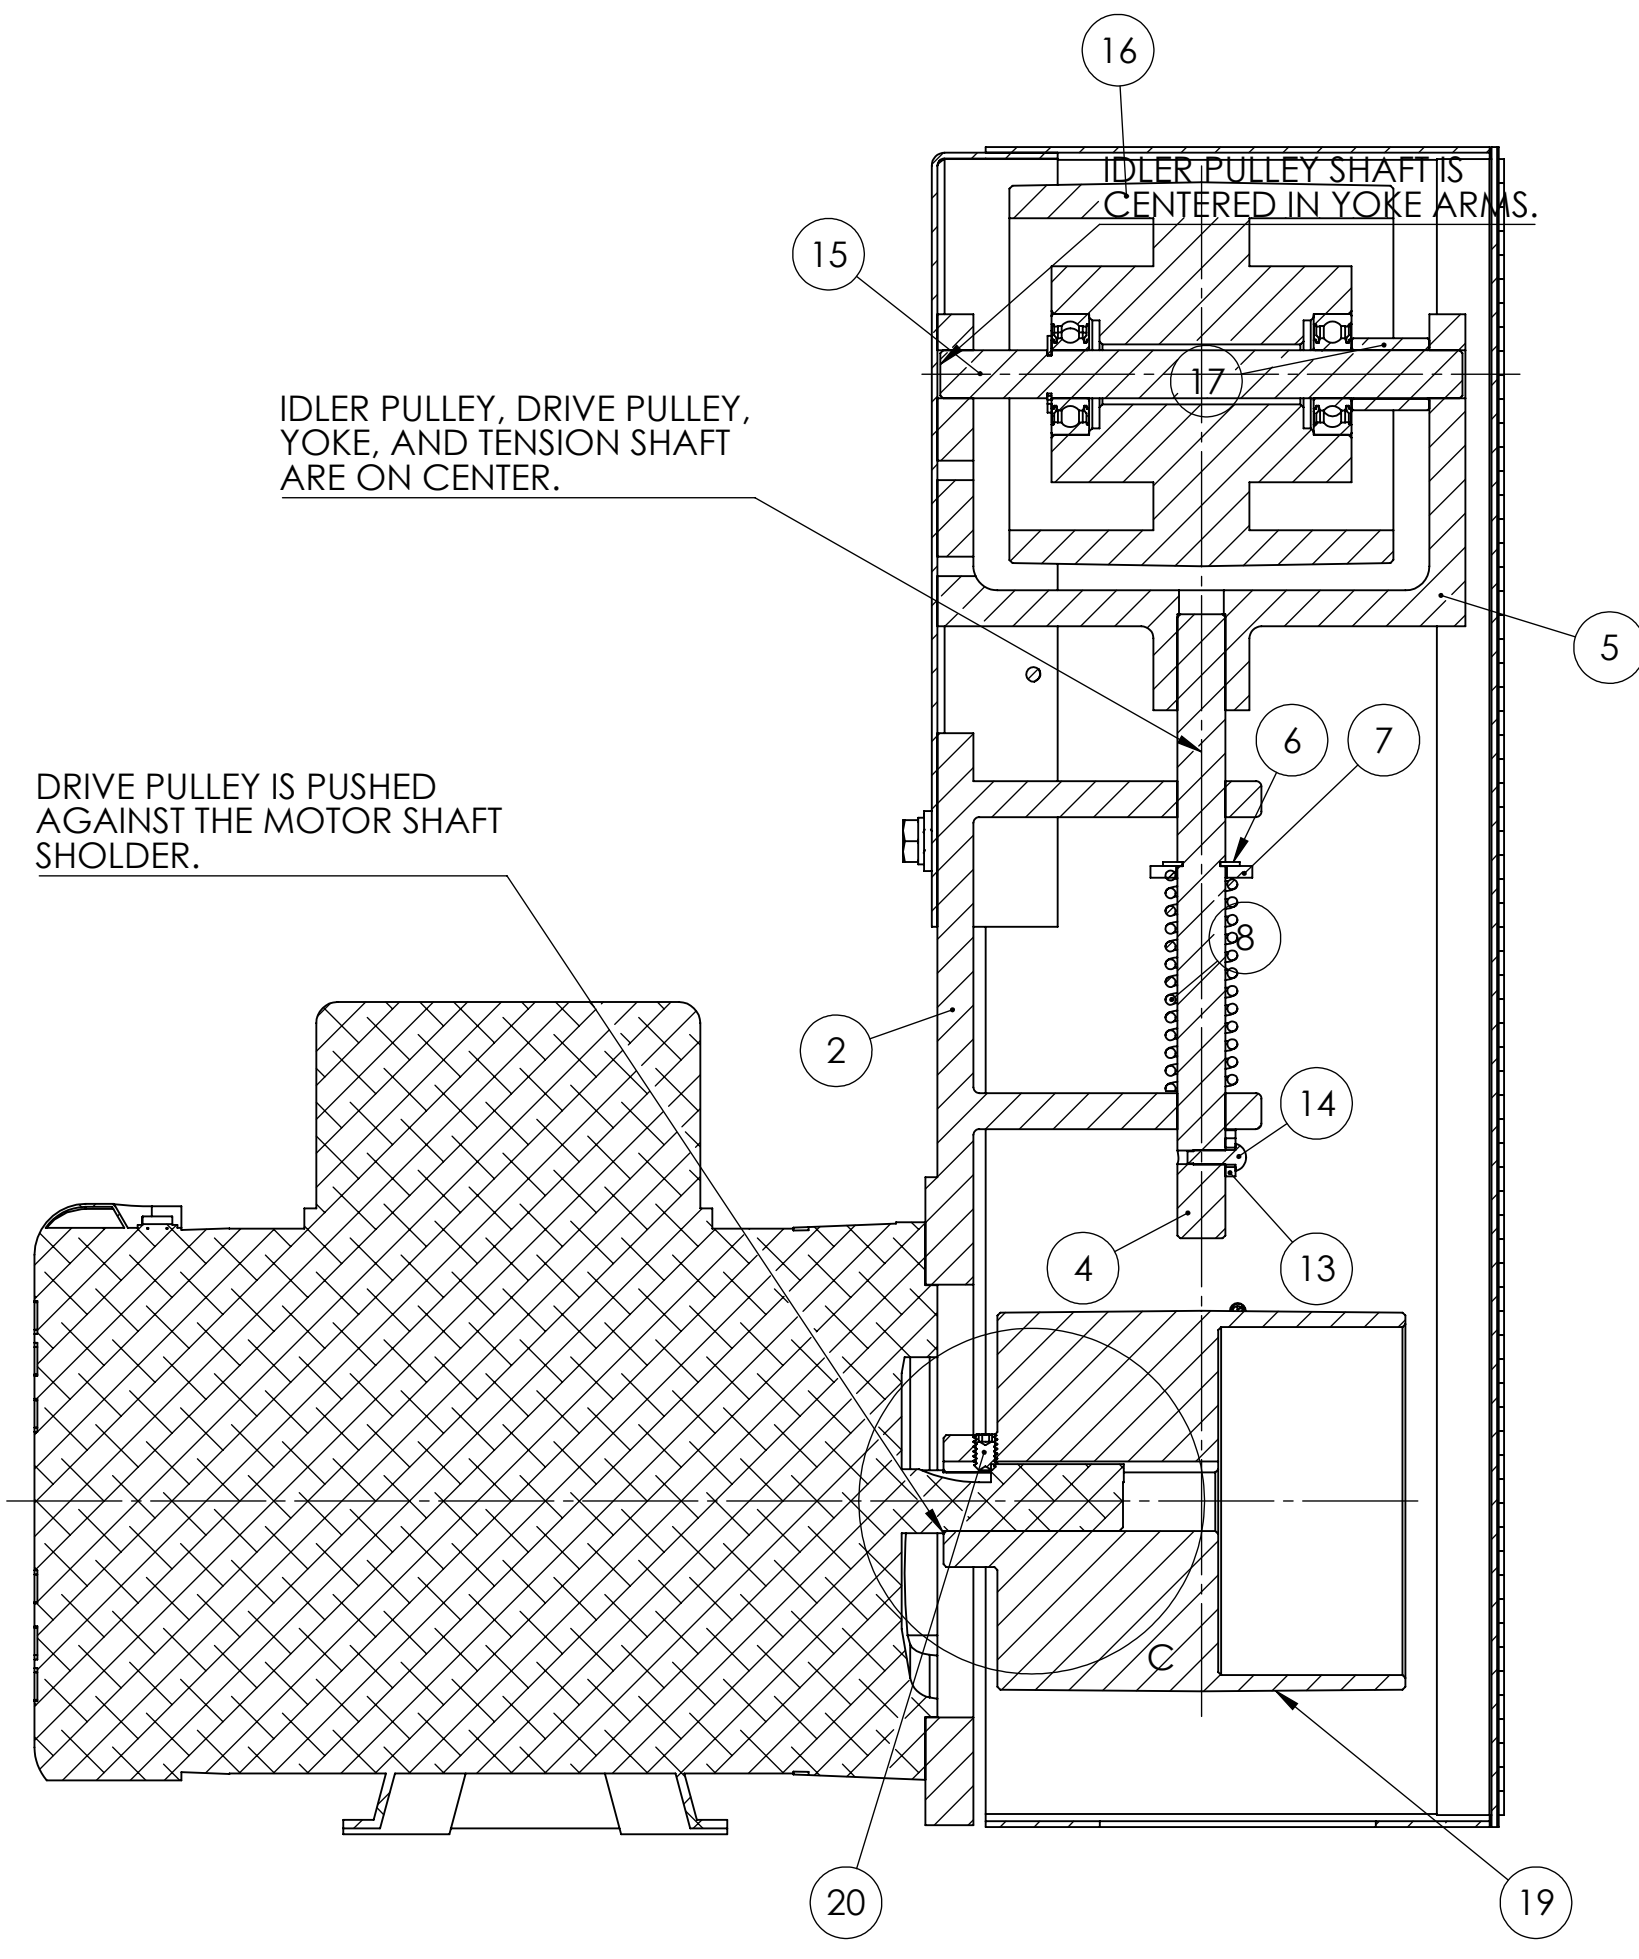 16
IDLER PULLEY SHAFT IS
CENTERED IN YOKE ARMS.
15
17
IDLER PULLEY, DRIVE PULLEY,
YOKE, AND TENSION SHAFT
ARE ON CENTER.
5
6
7
DRIVE PULLEY IS PUSHED
AGAINST THE MOTOR SHAFT
SHOLDER.
8
2
14
4
13
C
20
19